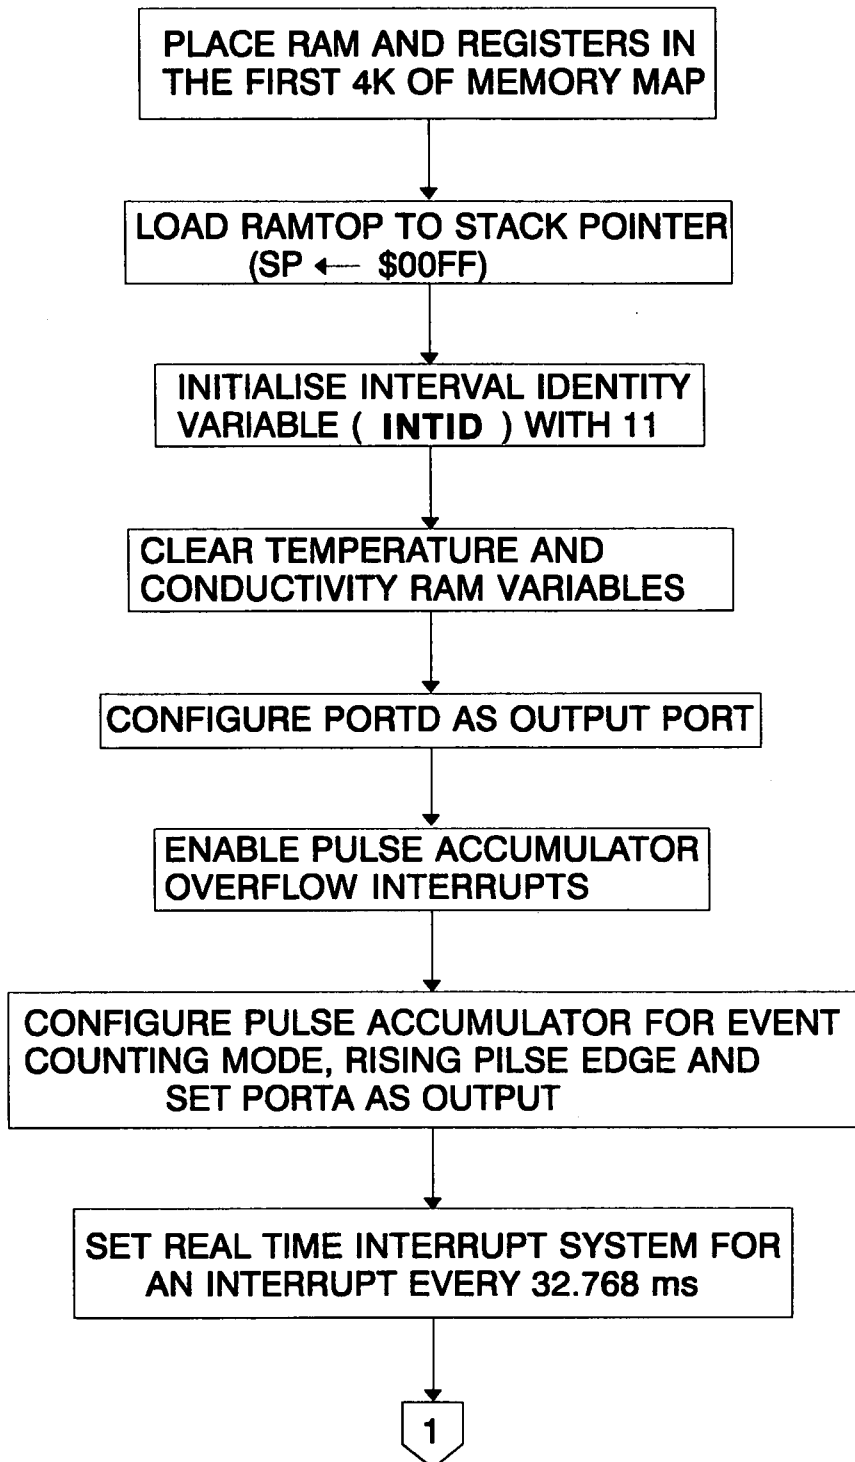 PLACE RAM AND REGISTERS IN
THE FIRST 4K OF MEMORY MAP
LOAD RAMTOP TO STACK POINTER
(SP ← $00FF)
INITIALISE INTERVAL IDENTITY
VARIABLE ( INTID ) WITH 11
CLEAR TEMPERATURE AND
CONDUCTIVITY RAM VARIABLES
CONFIGURE PORTD AS OUTPUT PORT
ENABLE PULSE ACCUMULATOR
OVERFLOW INTERRUPTS
CONFIGURE PULSE ACCUMULATOR FOR EVENT
COUNTING MODE, RISING PILSE EDGE AND
SET PORTA AS OUTPUT
SET REAL TIME INTERRUPT SYSTEM FOR
AN INTERRUPT EVERY 32.768 ms
1